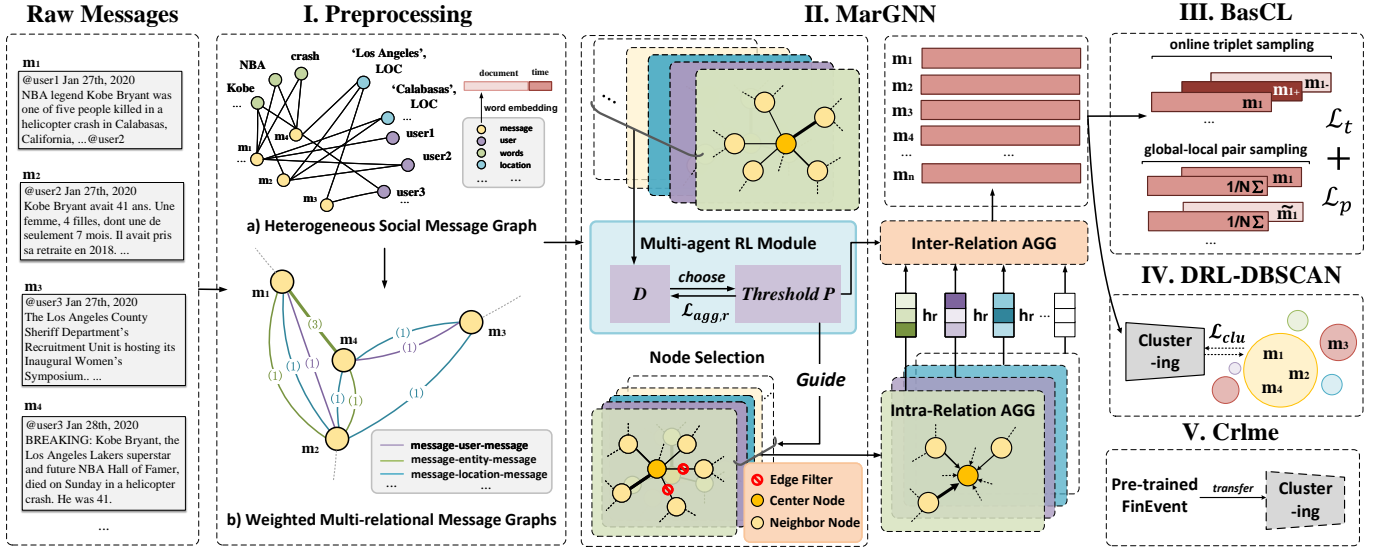 Raw Messages
m1
@user1 Jan 27th, 2020
NBA legend Kobe Bryant was
one of five people killed in a
helicopter crash in Calabasas,
California, ...@user2
m2
@user2 Jan 27th, 2020
Kobe Bryant avait 41 ans. Une
femme, 4 filles, dont une de
seulement 7 mois. Il avait pris
sa retraite en 2018. ...
m3
@user3 Jan 27th, 2020
The Los Angeles County
Sheriff Department's
Recruitment Unit is hosting its
Inaugural Women's
Symposium.. ...
m4
@user3 Jan 28th, 2020
BREAKING: Kobe Bryant, the
Los Angeles Lakers superstar
and future NBA Hall of Famer,
died on Sunday in a helicopter
crash. He was 41.
...
I. Preprocessing
NBA
crash
Kobe
...
'Los Angeles',
LOC
'Calabasas',
LOC
...
user1
user2
user3
...
m4
m1
...
m2
m3
document
time
word embedding
message
user
words
location
... ...
a) Heterogeneous Social Message Graph
m1
m4
m3
m2
(3)
(1)
(1)
(1)
(1)
(1)
(1)
(1)
(1)
(1)
message-user-message
message-entity-message
message-location-message
... ...
b) Weighted Multi-relational Message Graphs
II. MarGNN
...
Multi-agent RL Module
D
choose
ℒagg,r
Threshold P
Guide
Node Selection
Edge Filter
Center Node
Neighbor Node
m1
m2
m3
m4
...
...
mn
Inter-Relation AGG
hr
hr
hr
...
Intra-Relation AGG
III. BasCL
online triplet sampling
m1-
m1+
m1
...
global-local pair sampling
m1
1/NΣ
m̃1
1/NΣ
...
ℒt
+
ℒp
IV. DRL-DBSCAN
Cluster
-ing
ℒclu
m1
m2
m4
m3
V. Crlme
Pre-trained
FinEvent
transfer
Cluster
-ing